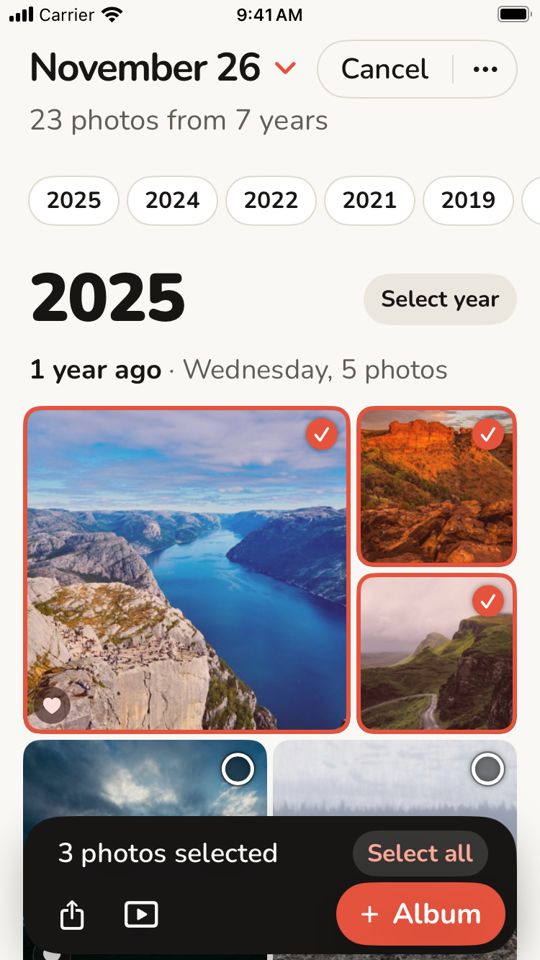 Carrier 9:41 AM
November 26 Cancel
23 photos from 7 years
2025 2024 2022 2021 2019
2025 Select year
1 year ago · Wednesday, 5 photos
3 photos selected Select all
+ Album